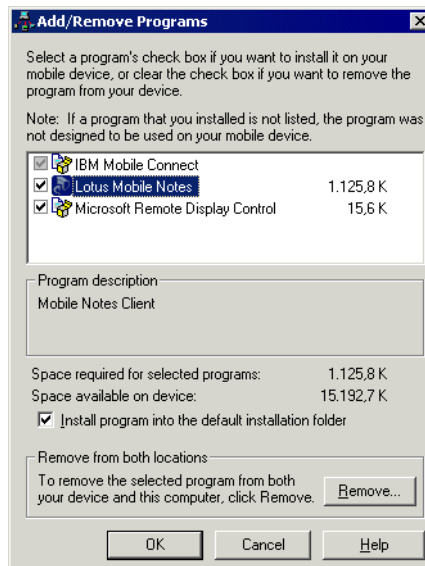 Add/Remove Programs
Select a program's check box if you want to install it on your
mobile device, or clear the check box if you want to remove the
program from your device.
Note: If a program that you installed is not listed, the program was
not designed to be used on your mobile device.
IBM Mobile Connect
Lotus Mobile Notes 1.125,8 K
Microsoft Remote Display Control 15,6 K
Program description
Mobile Notes Client
Space required for selected programs: 1.125,8 K
Space available on device: 15.192,7 K
Install program into the default installation folder
Remove from both locations
To remove the selected program from both
your device and this computer, click Remove.
Remove...
OK Cancel Help